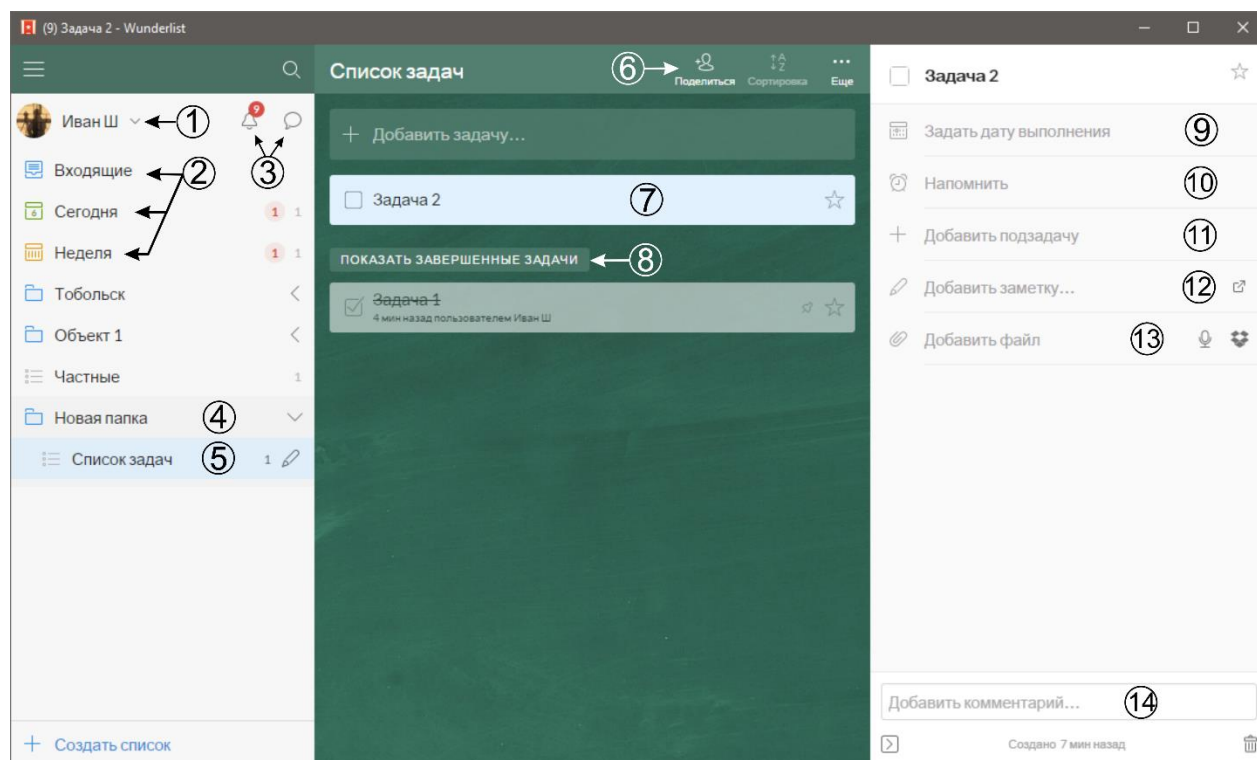 (9) Задача 2 - Wunderlist
Иван Ш
1
9
3
Входящие
2
6
Сегодня
1 1
Неделя
1 1
Тобольск
Объект 1
Частные
1
Новая папка
4
Список задач
5
1
+ Создать список
Список задач
6
Поделиться
A
Z
Сортировка
Еще
+ Добавить задачу...
Задача 2
7
ПОКАЗАТЬ ЗАВЕРШЕННЫЕ ЗАДАЧИ
8
Задача 1
4 мин назад пользователем Иван Ш
Задача 2
Задать дату выполнения
9
Напомнить
10
+ Добавить подзадачу
11
Добавить заметку...
12
Добавить файл
13
Добавить комментарий...
14
Создано 7 мин назад